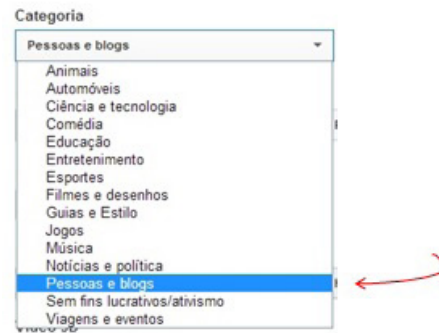 Categoria
Pessoas e blogs
Animais
Automóveis
Ciência e tecnologia
Comédia
Educação
Entretenimento
Esportes
Filmes e desenhos
Guias e Estilo
Jogos
Música
Notícias e política
Pessoas e blogs
Sem fins lucrativos/ativismo
Viagens e eventos